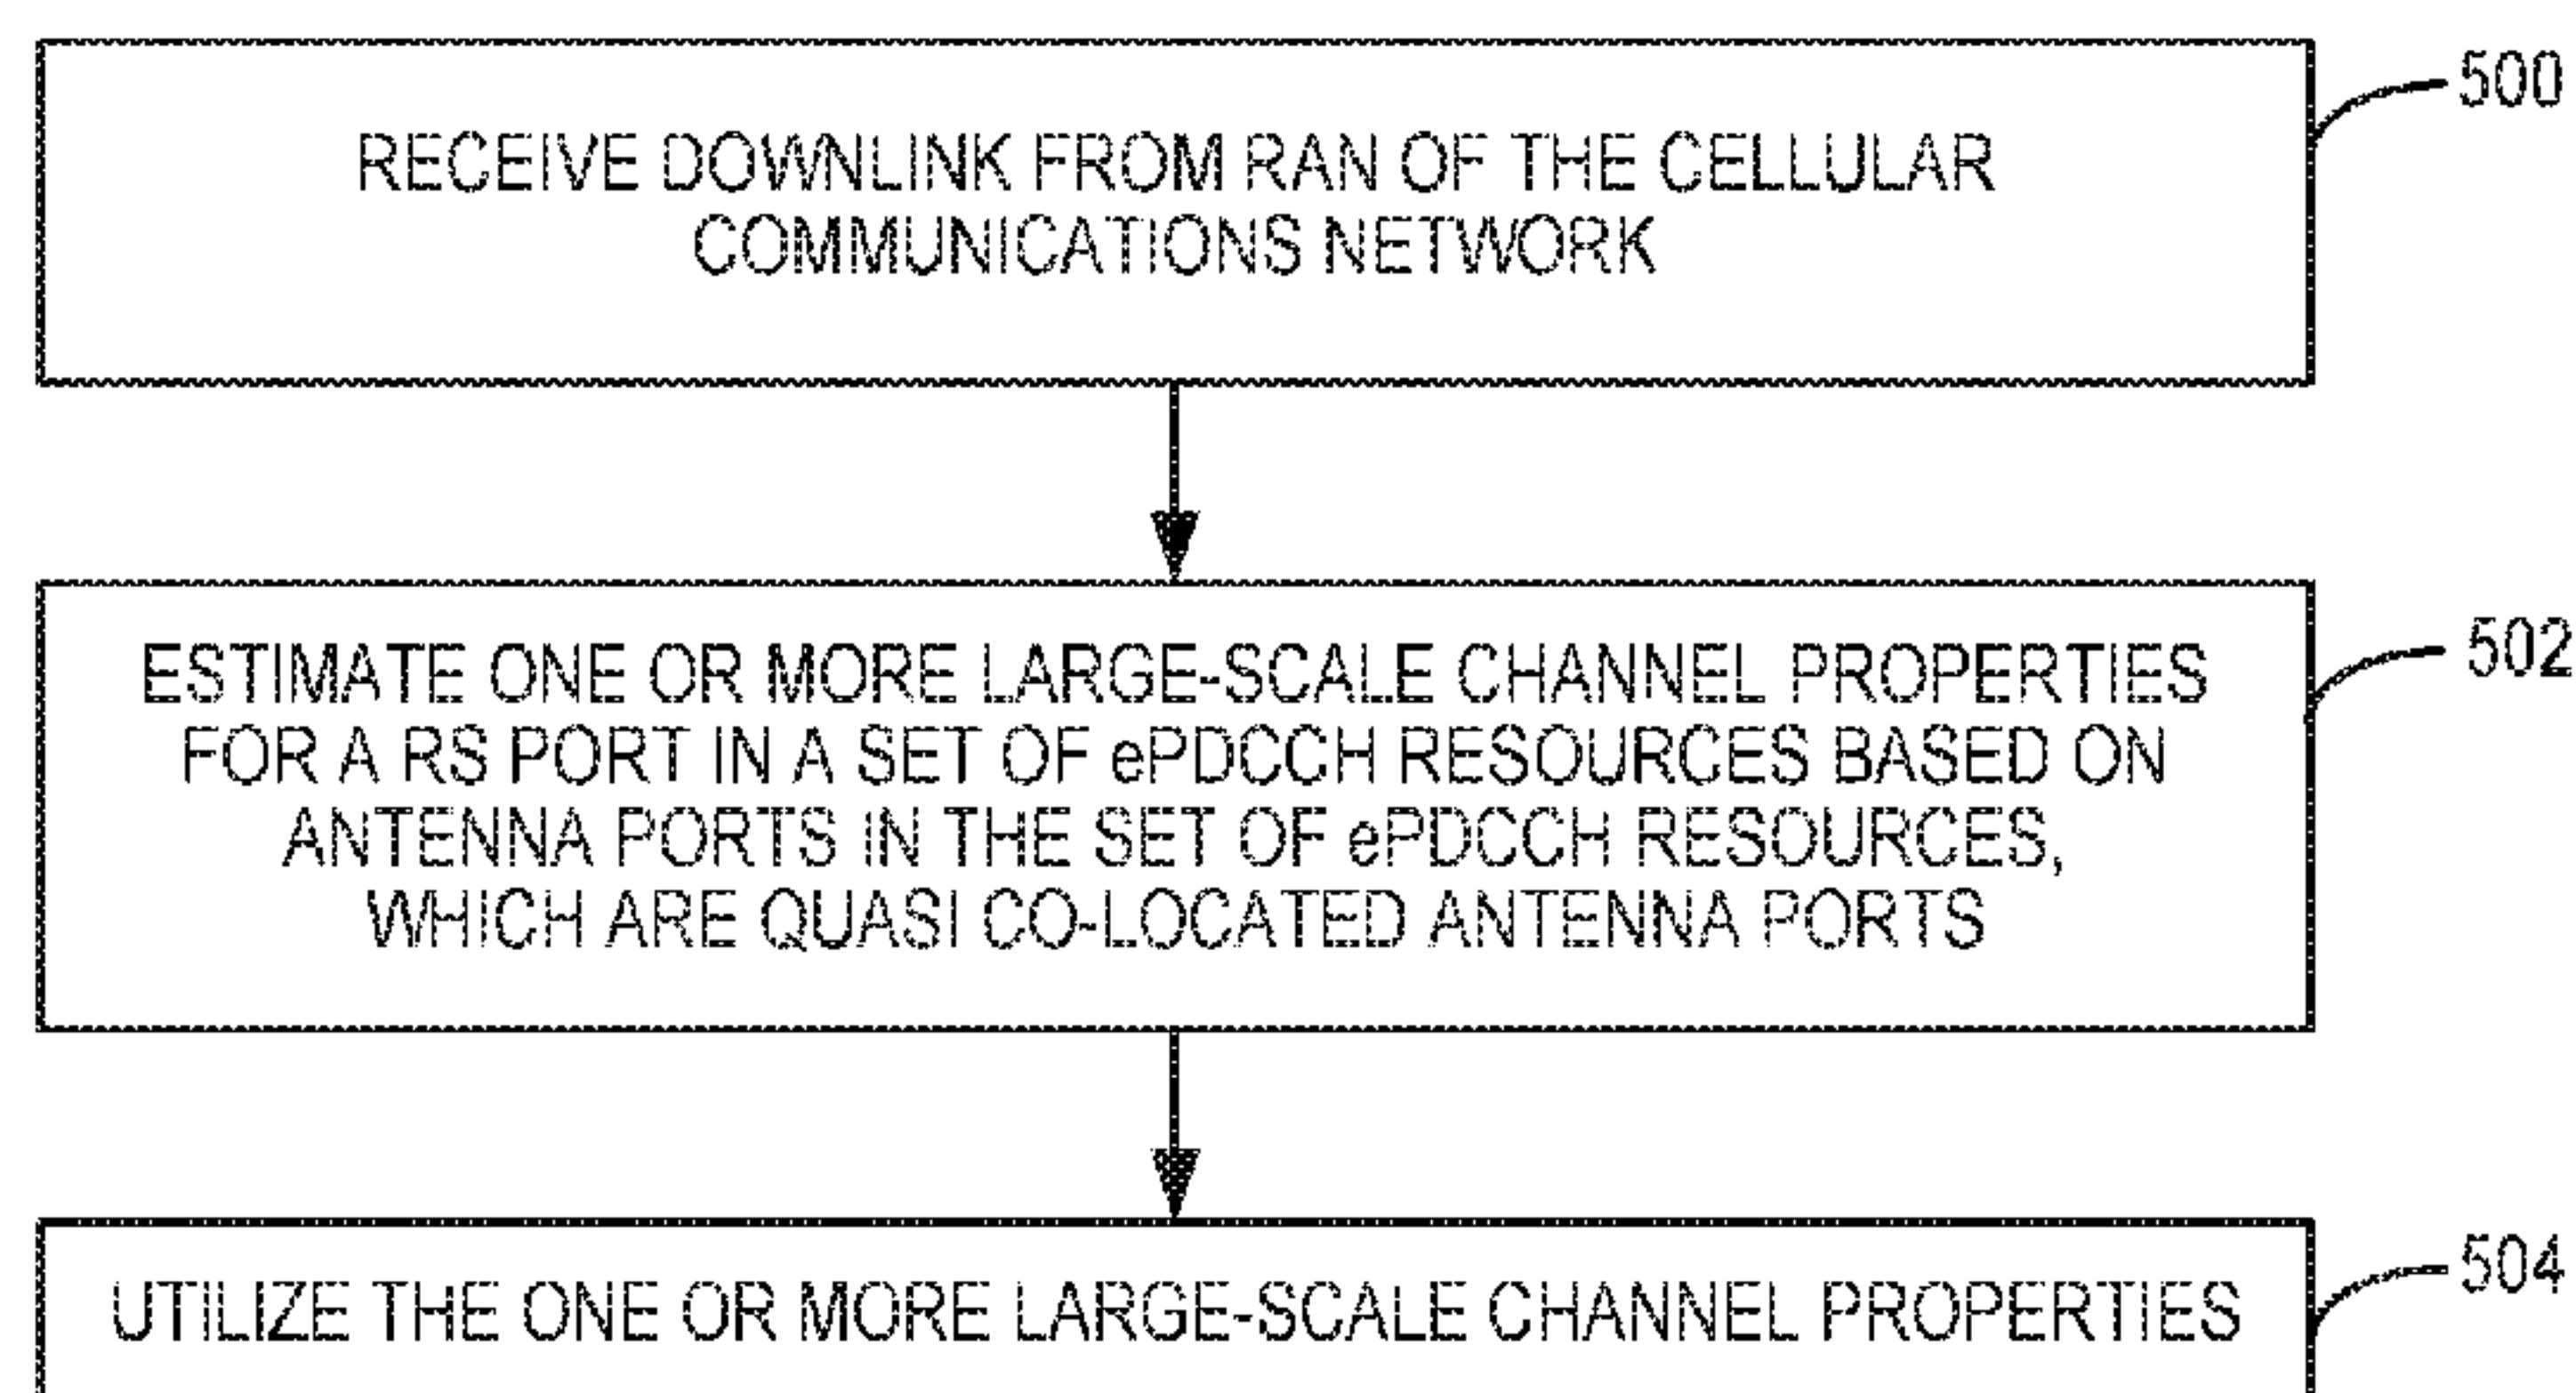 RECEIVE DOWNLINK FROM RAN OF THE CELLULAR
COMMUNICATIONS NETWORK
500
ESTIMATE ONE OR MORE LARGE-SCALE CHANNEL PROPERTIES
FOR A RS PORT IN A SET OF ePDCCH RESOURCES BASED ON
ANTENNA PORTS IN THE SET OF ePDCCH RESOURCES,
WHICH ARE QUASI CO-LOCATED ANTENNA PORTS
502
UTILIZE THE ONE OR MORE LARGE-SCALE CHANNEL PROPERTIES
504